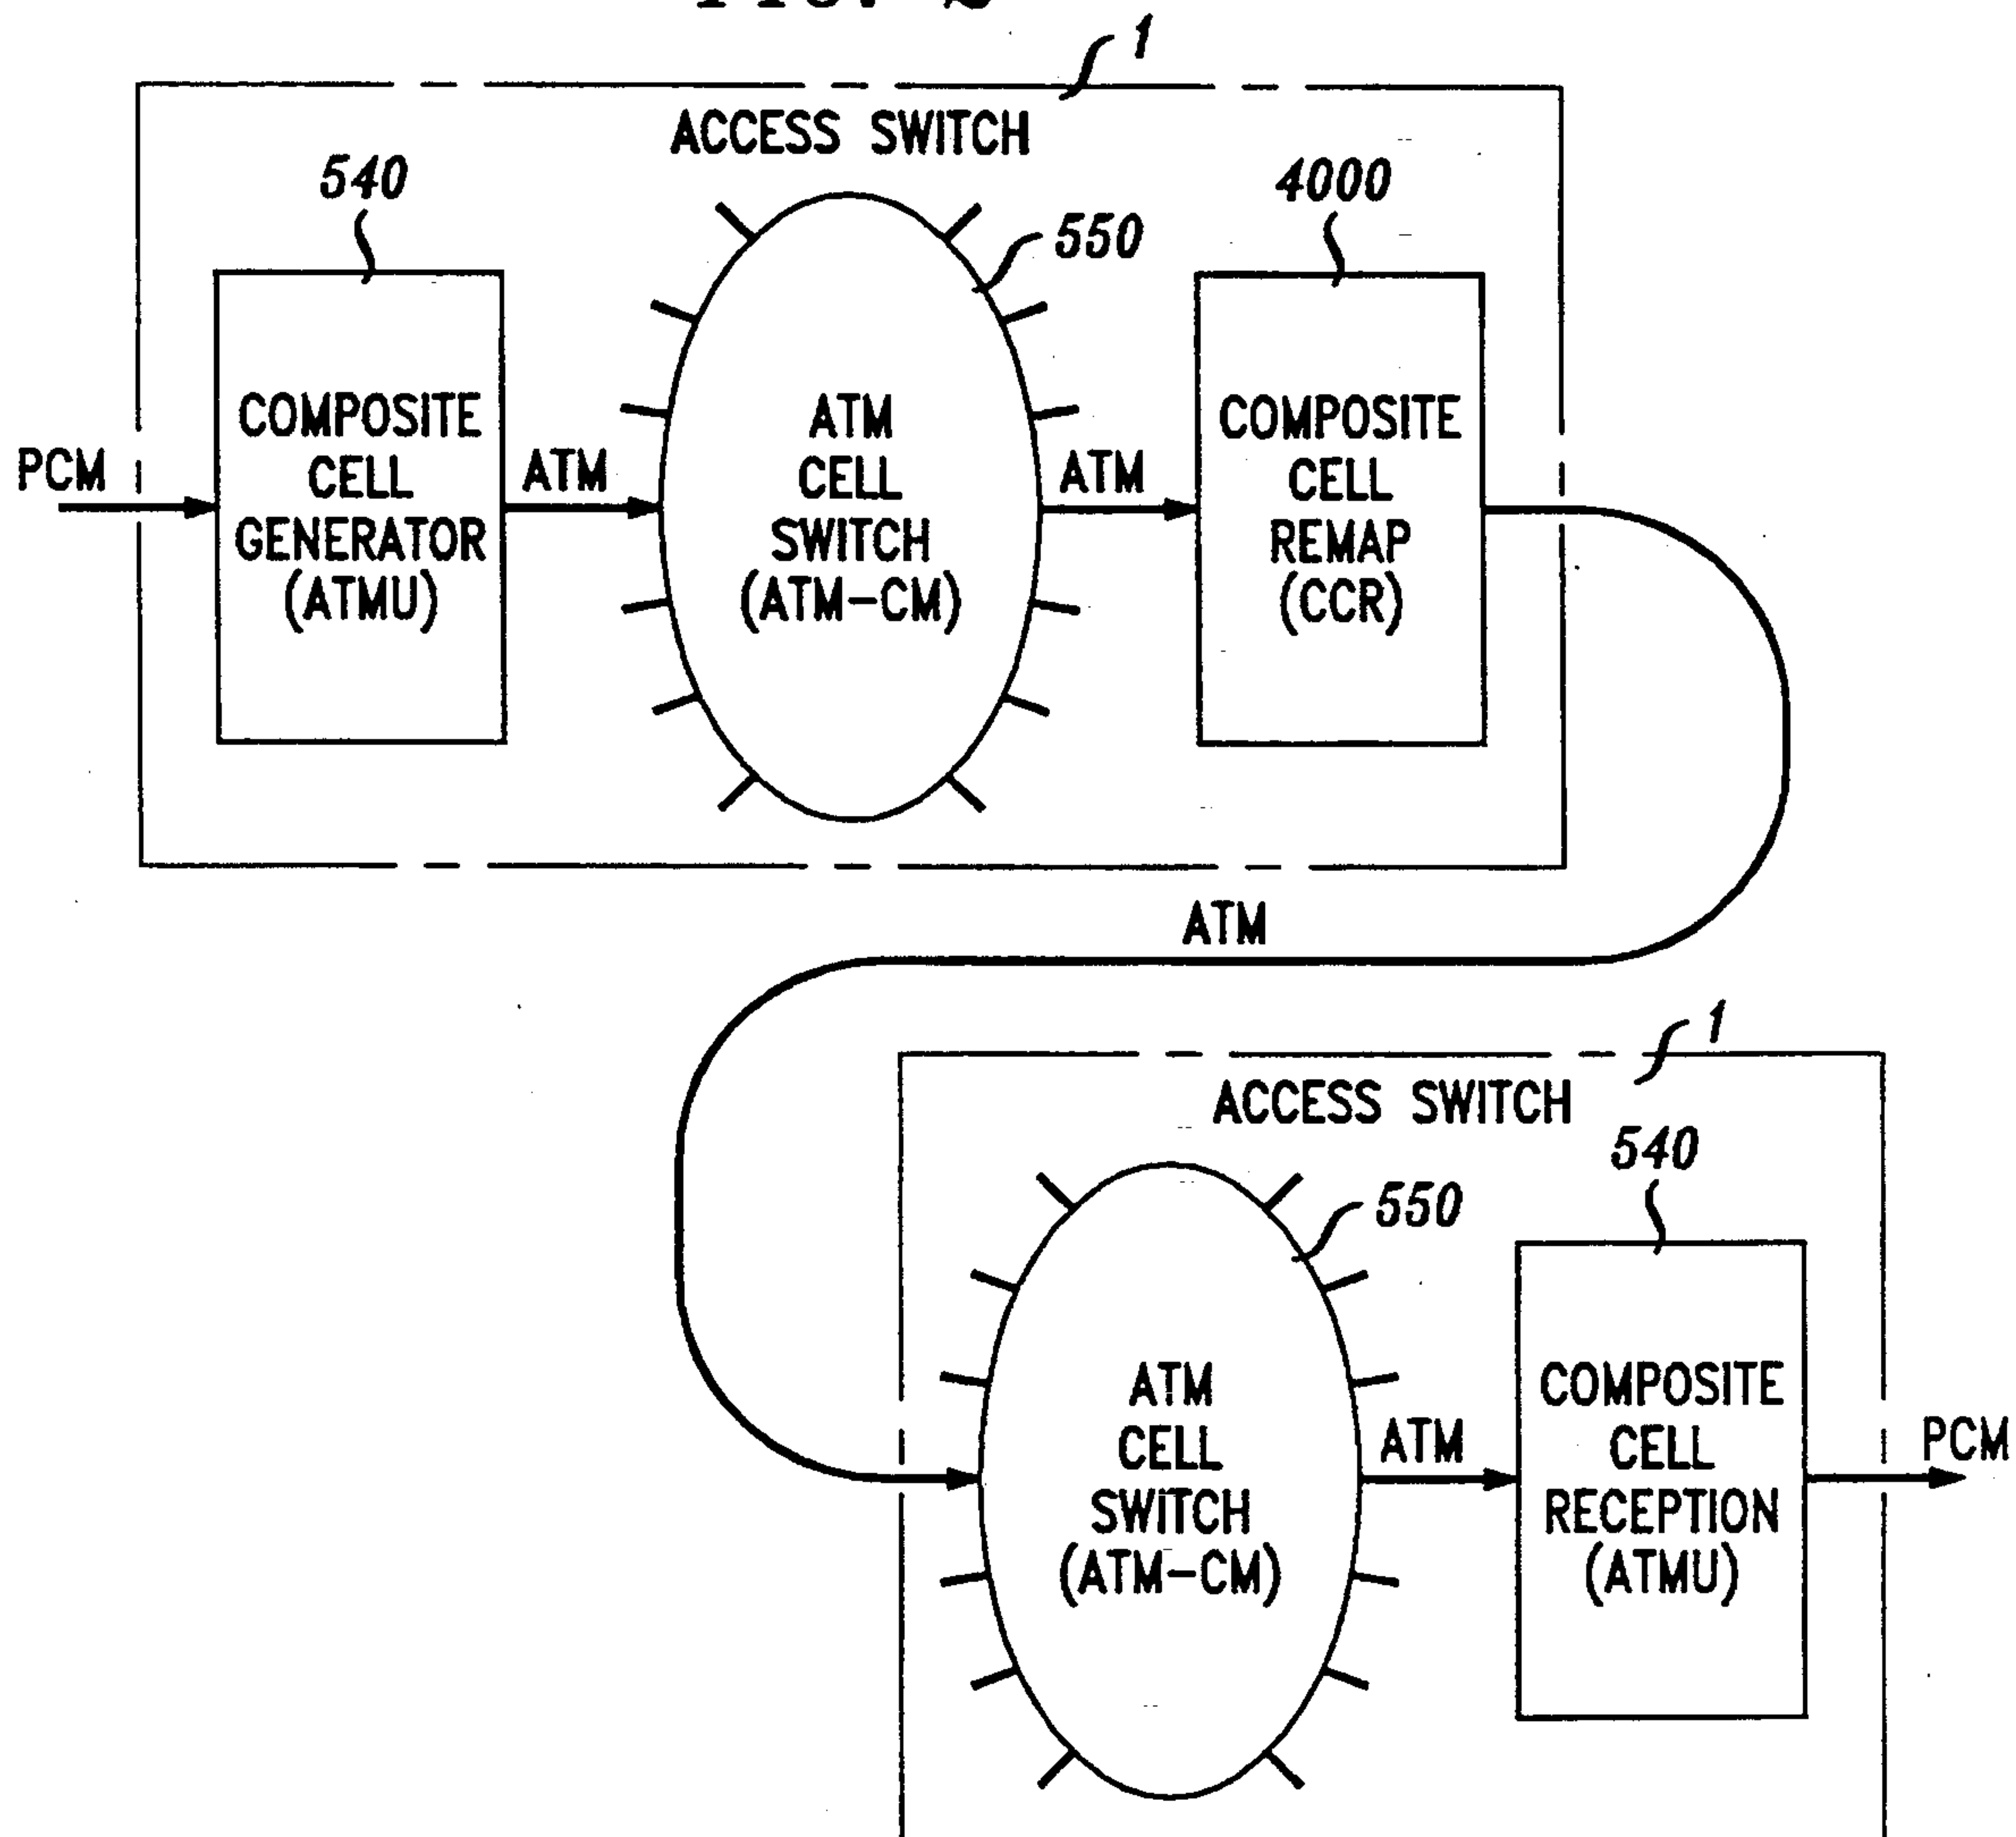 1
ACCESS SWITCH
540
4000
550
COMPOSITE
CELL
GENERATOR
(ATMU)
ATM
CELL
SWITCH
(ATM-CM)
COMPOSITE
CELL
REMAP
(CCR)
PCM
ATM
ATM
ATM
1
ACCESS SWITCH
540
550
ATM
CELL
SWITCH
(ATM-CM)
ATM
COMPOSITE
CELL
RECEPTION
(ATMU)
PCM